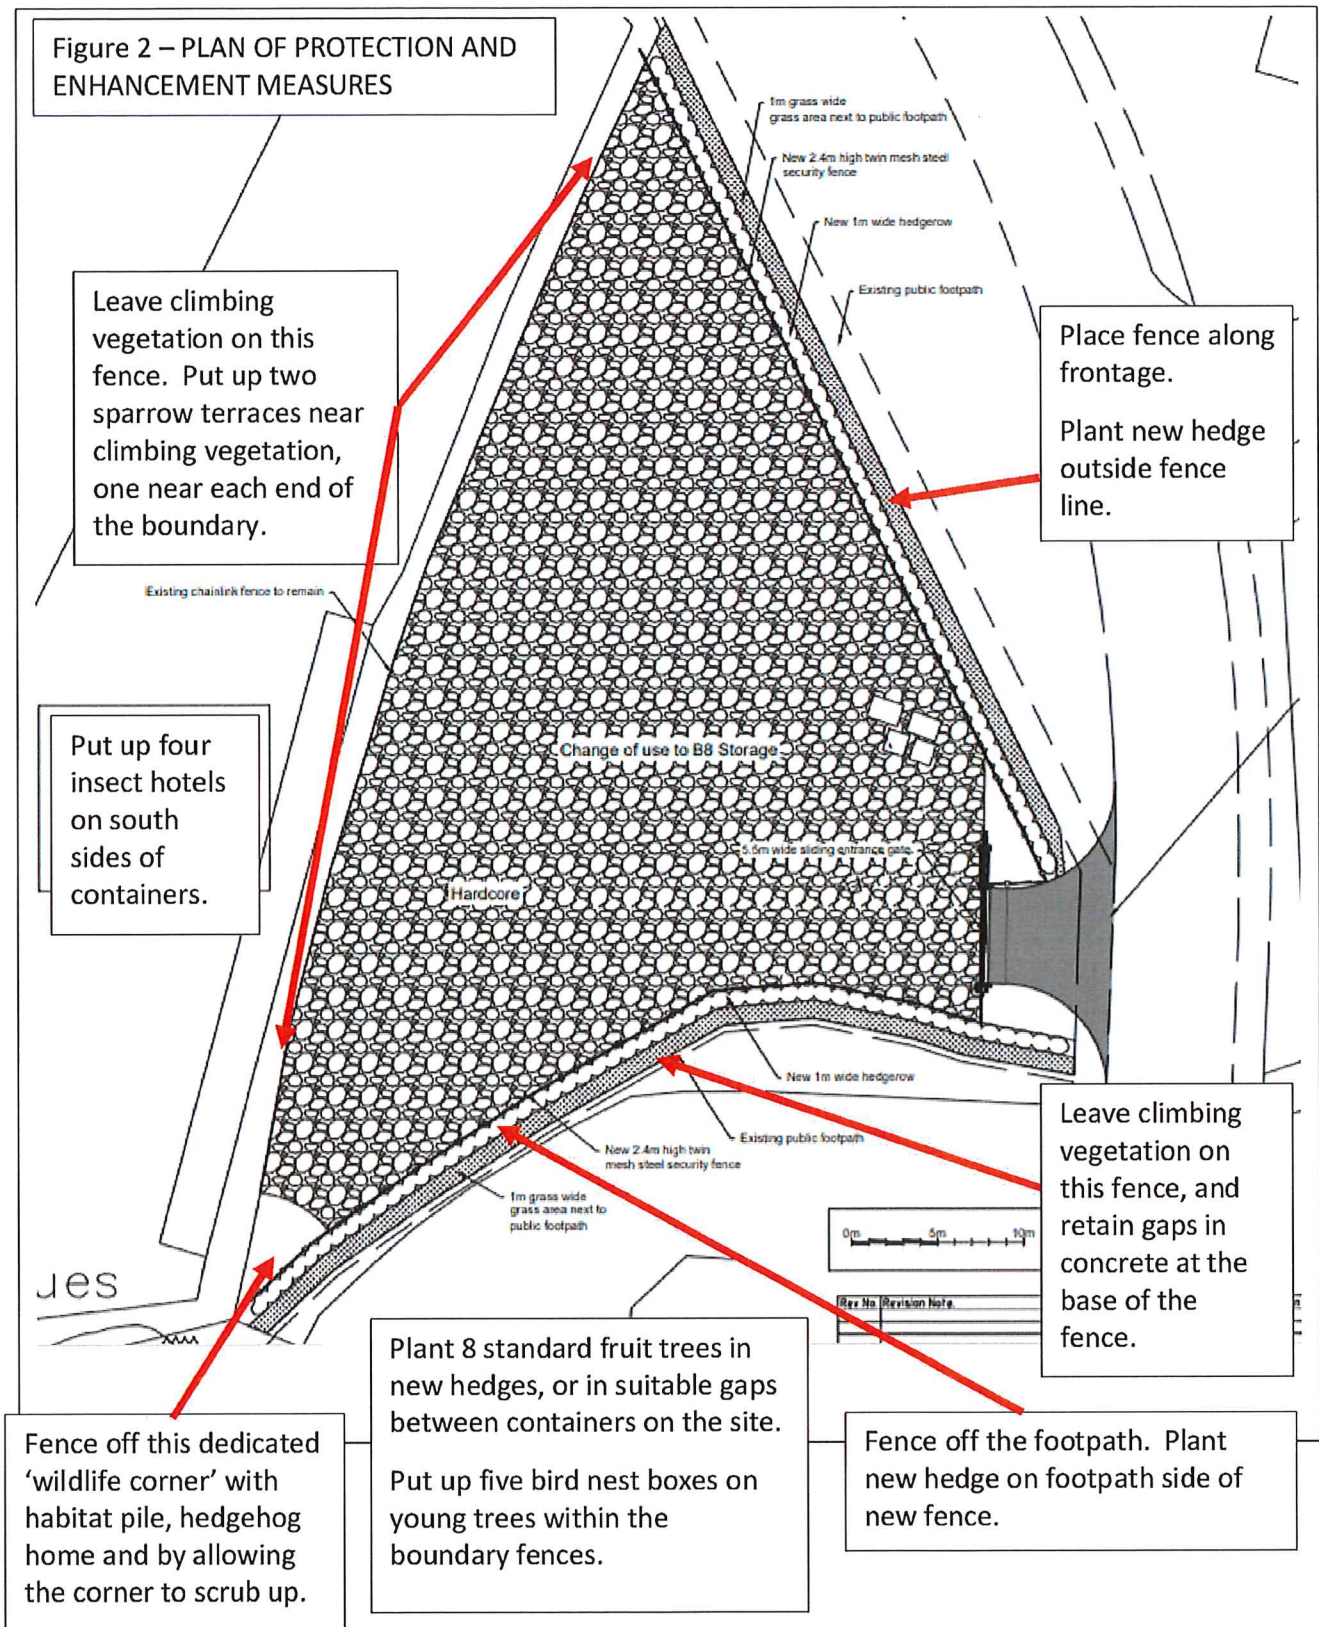 Figure 2 – PLAN OF PROTECTION AND
ENHANCEMENT MEASURES
1m grass wide
grass area next to public footpath
New 2.4m high twin mesh steel
security fence
New 1m wide hedgerow
Existing public footpath
Leave climbing
vegetation on this
fence. Put up two
sparrow terraces near
climbing vegetation,
one near each end of
the boundary.
Place fence along
frontage.
Plant new hedge
outside fence
line.
Existing chainlink fence to remain
Put up four
insect hotels
on south
sides of
containers.
Change of use to B8 Storage
5.5m wide sliding entrance gate
Hardcore
New 1m wide hedgerow
Existing public footpath
New 2.4m high twin
mesh steel security fence
1m grass wide
grass area next to
public footpath
Leave climbing
vegetation on
this fence, and
retain gaps in
concrete at the
base of the
fence.
0m 5m 10m
ues
Rev No. Revision Note.
Plant 8 standard fruit trees in
new hedges, or in suitable gaps
between containers on the site.
Put up five bird nest boxes on
young trees within the
boundary fences.
Fence off this dedicated
‘wildlife corner’ with
habitat pile, hedgehog
home and by allowing
the corner to scrub up.
Fence off the footpath. Plant
new hedge on footpath side of
new fence.